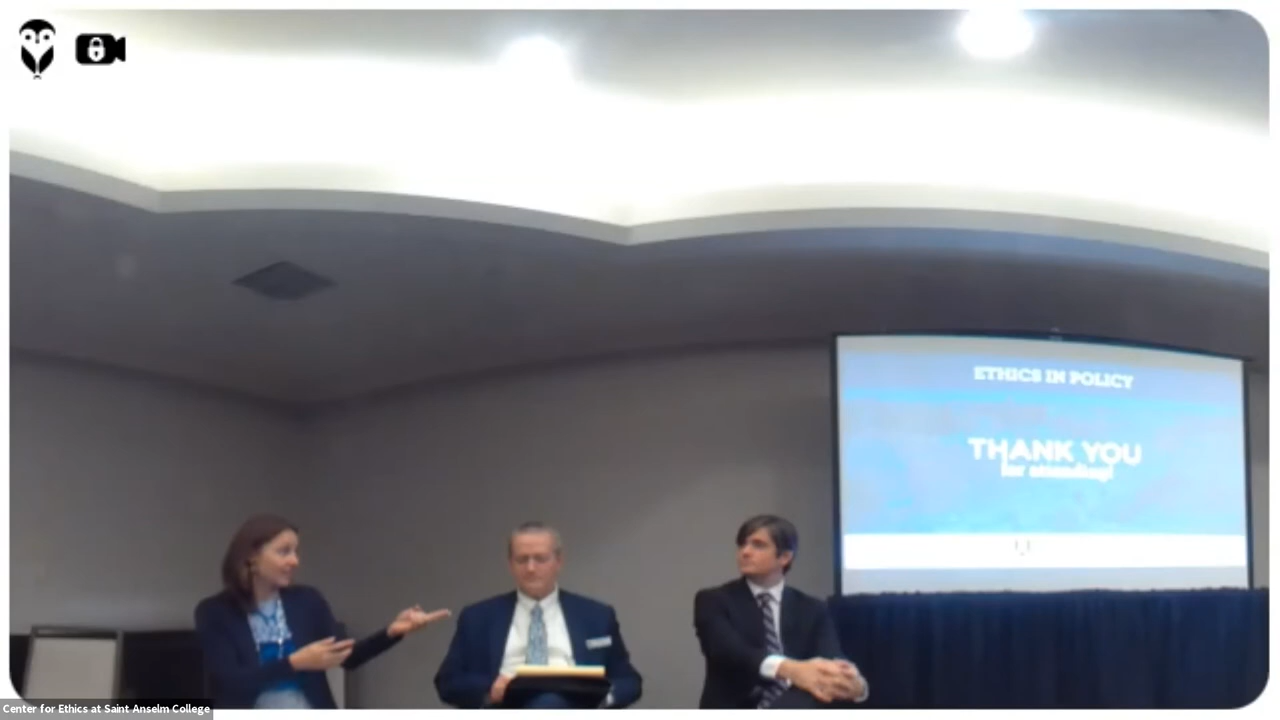 ETHICS IN POLICY
THANK YOU
for attending!
Center for Ethics at Saint Anselm College